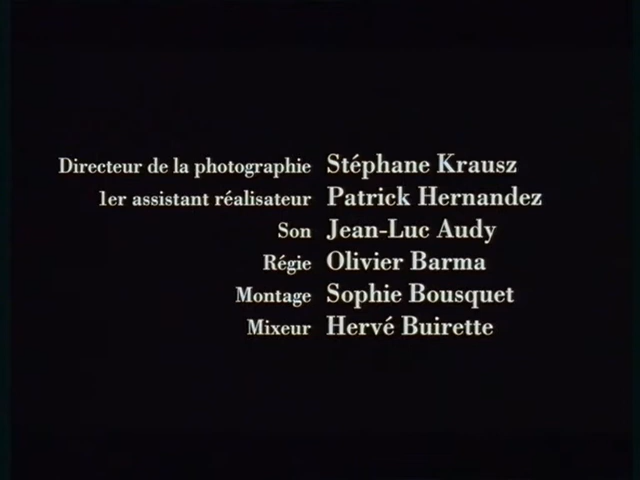 Directeur de la photographie Stéphane Krausz
1er assistant réalisateur Patrick Hernandez
Son Jean-Luc Audy
Régie Olivier Barma
Montage Sophie Bousquet
Mixeur Hervé Buirette